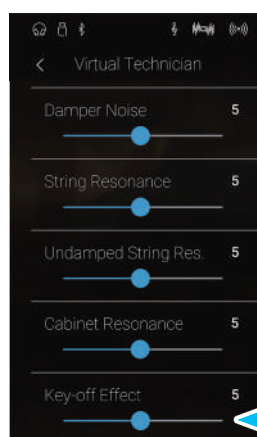 < Virtual Technician
Damper Noise 5
String Resonance 5
Undamped String Res. 5
Cabinet Resonance 5
Key-off Effect 5